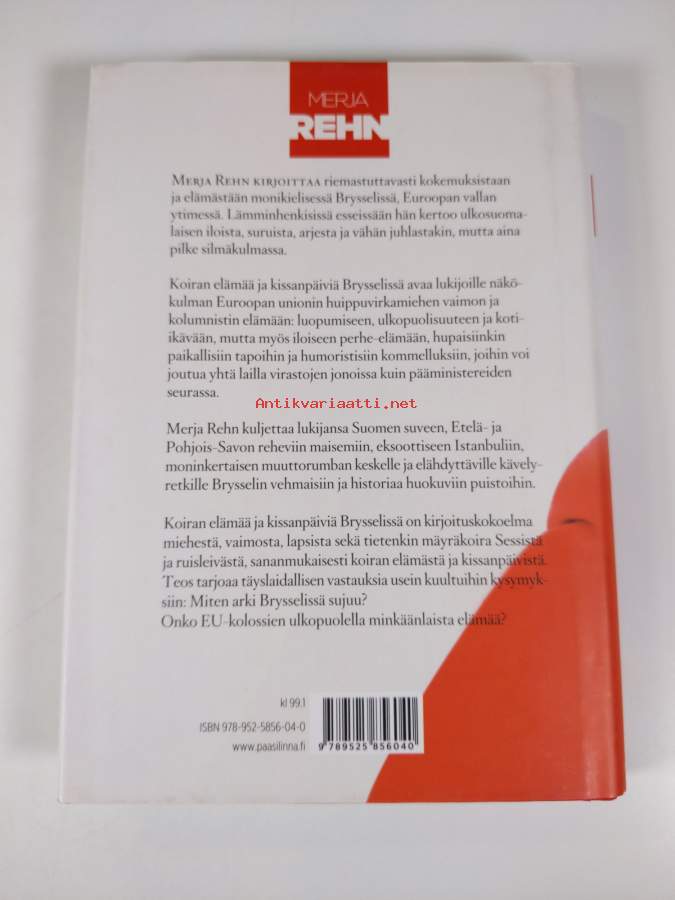 MERJA
REHN
MERJA REHN KIRJOITTAA riemastuttavasti kokemuksistaan
ja elämästään monikielisessä Brysselissä, Euroopan vallan
ytimessä. Lämminhenkisissä esseissään hän kertoo ulkosuoma-
laisen iloista, suruista, arjesta ja vähän juhlastakin, mutta aina
pilke silmäkulmassa.
Koiran elämää ja kissanpäiviä Brysselissä avaa lukijoille näkö-
kulman Euroopan unionin huippuvirkamiehen vaimon ja
kolumnistin elämään: luopumiseen, ulkopuolisuuteen ja koti-
ikävään, mutta myös iloiseen perhe-elämään, hupaisiinkin
paikallisiin tapoihin ja humoristisiin kommelluksiin, joihin voi
joutua yhtä lailla virastojen jonoissa kuin pääministereiden
seurassa.
Antikvariaatti.net
Merja Rehn kuljettaa lukijansa Suomen suveen, Etelä- ja
Pohjois-Savon reheviin maisemiin, eksoottiseen Istanbuliin,
moninkertaisen muuttorumban keskelle ja elähdyttäville kävely-
retkille Brysselin vehmaisiin ja historiaa huokuviin puistoihin.
Koiran elämää ja kissanpäiviä Brysselissä on kirjoituskokoelma
miehestä, vaimosta, lapsista sekä tietenkin mäyräkoira Sessistä
ja ruisleivästä, sananmukaisesti koiran elämästä ja kissanpäivistä.
Teos tarjoaa täyslaidallisen vastauksia usein kuultuihin kysymyk-
siin: Miten arki Brysselissä sujuu?
Onko EU-kolossien ulkopuolella minkäänlaista elämää?
kl 99.1
ISBN 978-952-5856-04-0
www.paasilinna.fi
9 789525 856040